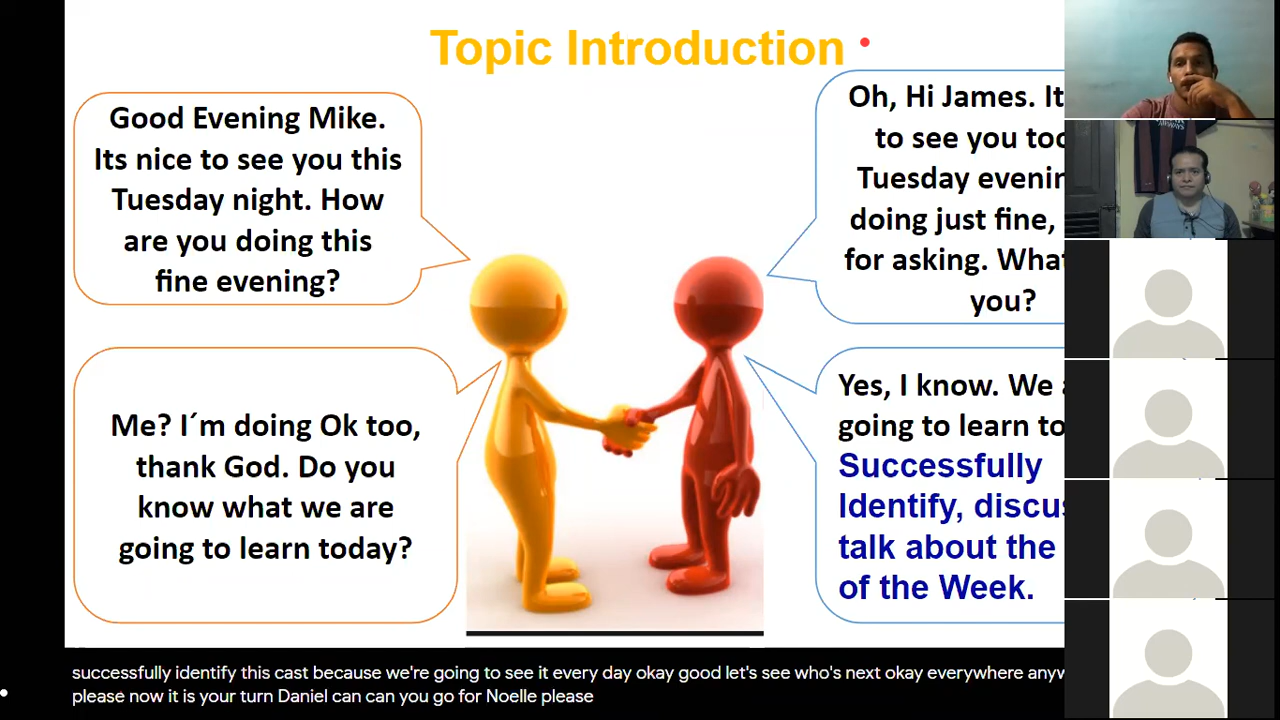 Topic Introduction
Good Evening Mike.
Its nice to see you this
Tuesday night. How
are you doing this
fine evening?
Oh, Hi James. It
to see you too
Tuesday
doing just fine,
for asking.
you?
Me? I´m doing Ok too,
thank God. Do you
know what we are
going to learn today?
Yes, I know. We
going to learn
Successfully
Identify,
talk about the
of the Week.
successfully identify this cast because we're going to see it every day okay good let's see who's next okay everywhere
please now it is your turn Daniel can can you go for Noelle please